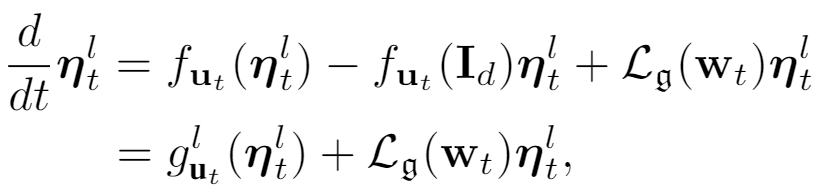 \frac{d}{dt}\boldsymbol{\eta}_t^l = f_{\mathbf{u}_t}(\boldsymbol{\eta}_t^l) - f_{\mathbf{u}_t}(\mathbf{I}_d)\boldsymbol{\eta}_t^l + \boldsymbol{\mathcal{L}}_{\mathfrak{g}}(\mathbf{w}_t)\boldsymbol{\eta}_t^l
= g_{\mathbf{u}_t}^l(\boldsymbol{\eta}_t^l) + \boldsymbol{\mathcal{L}}_{\mathfrak{g}}(\mathbf{w}_t)\boldsymbol{\eta}_t^l,